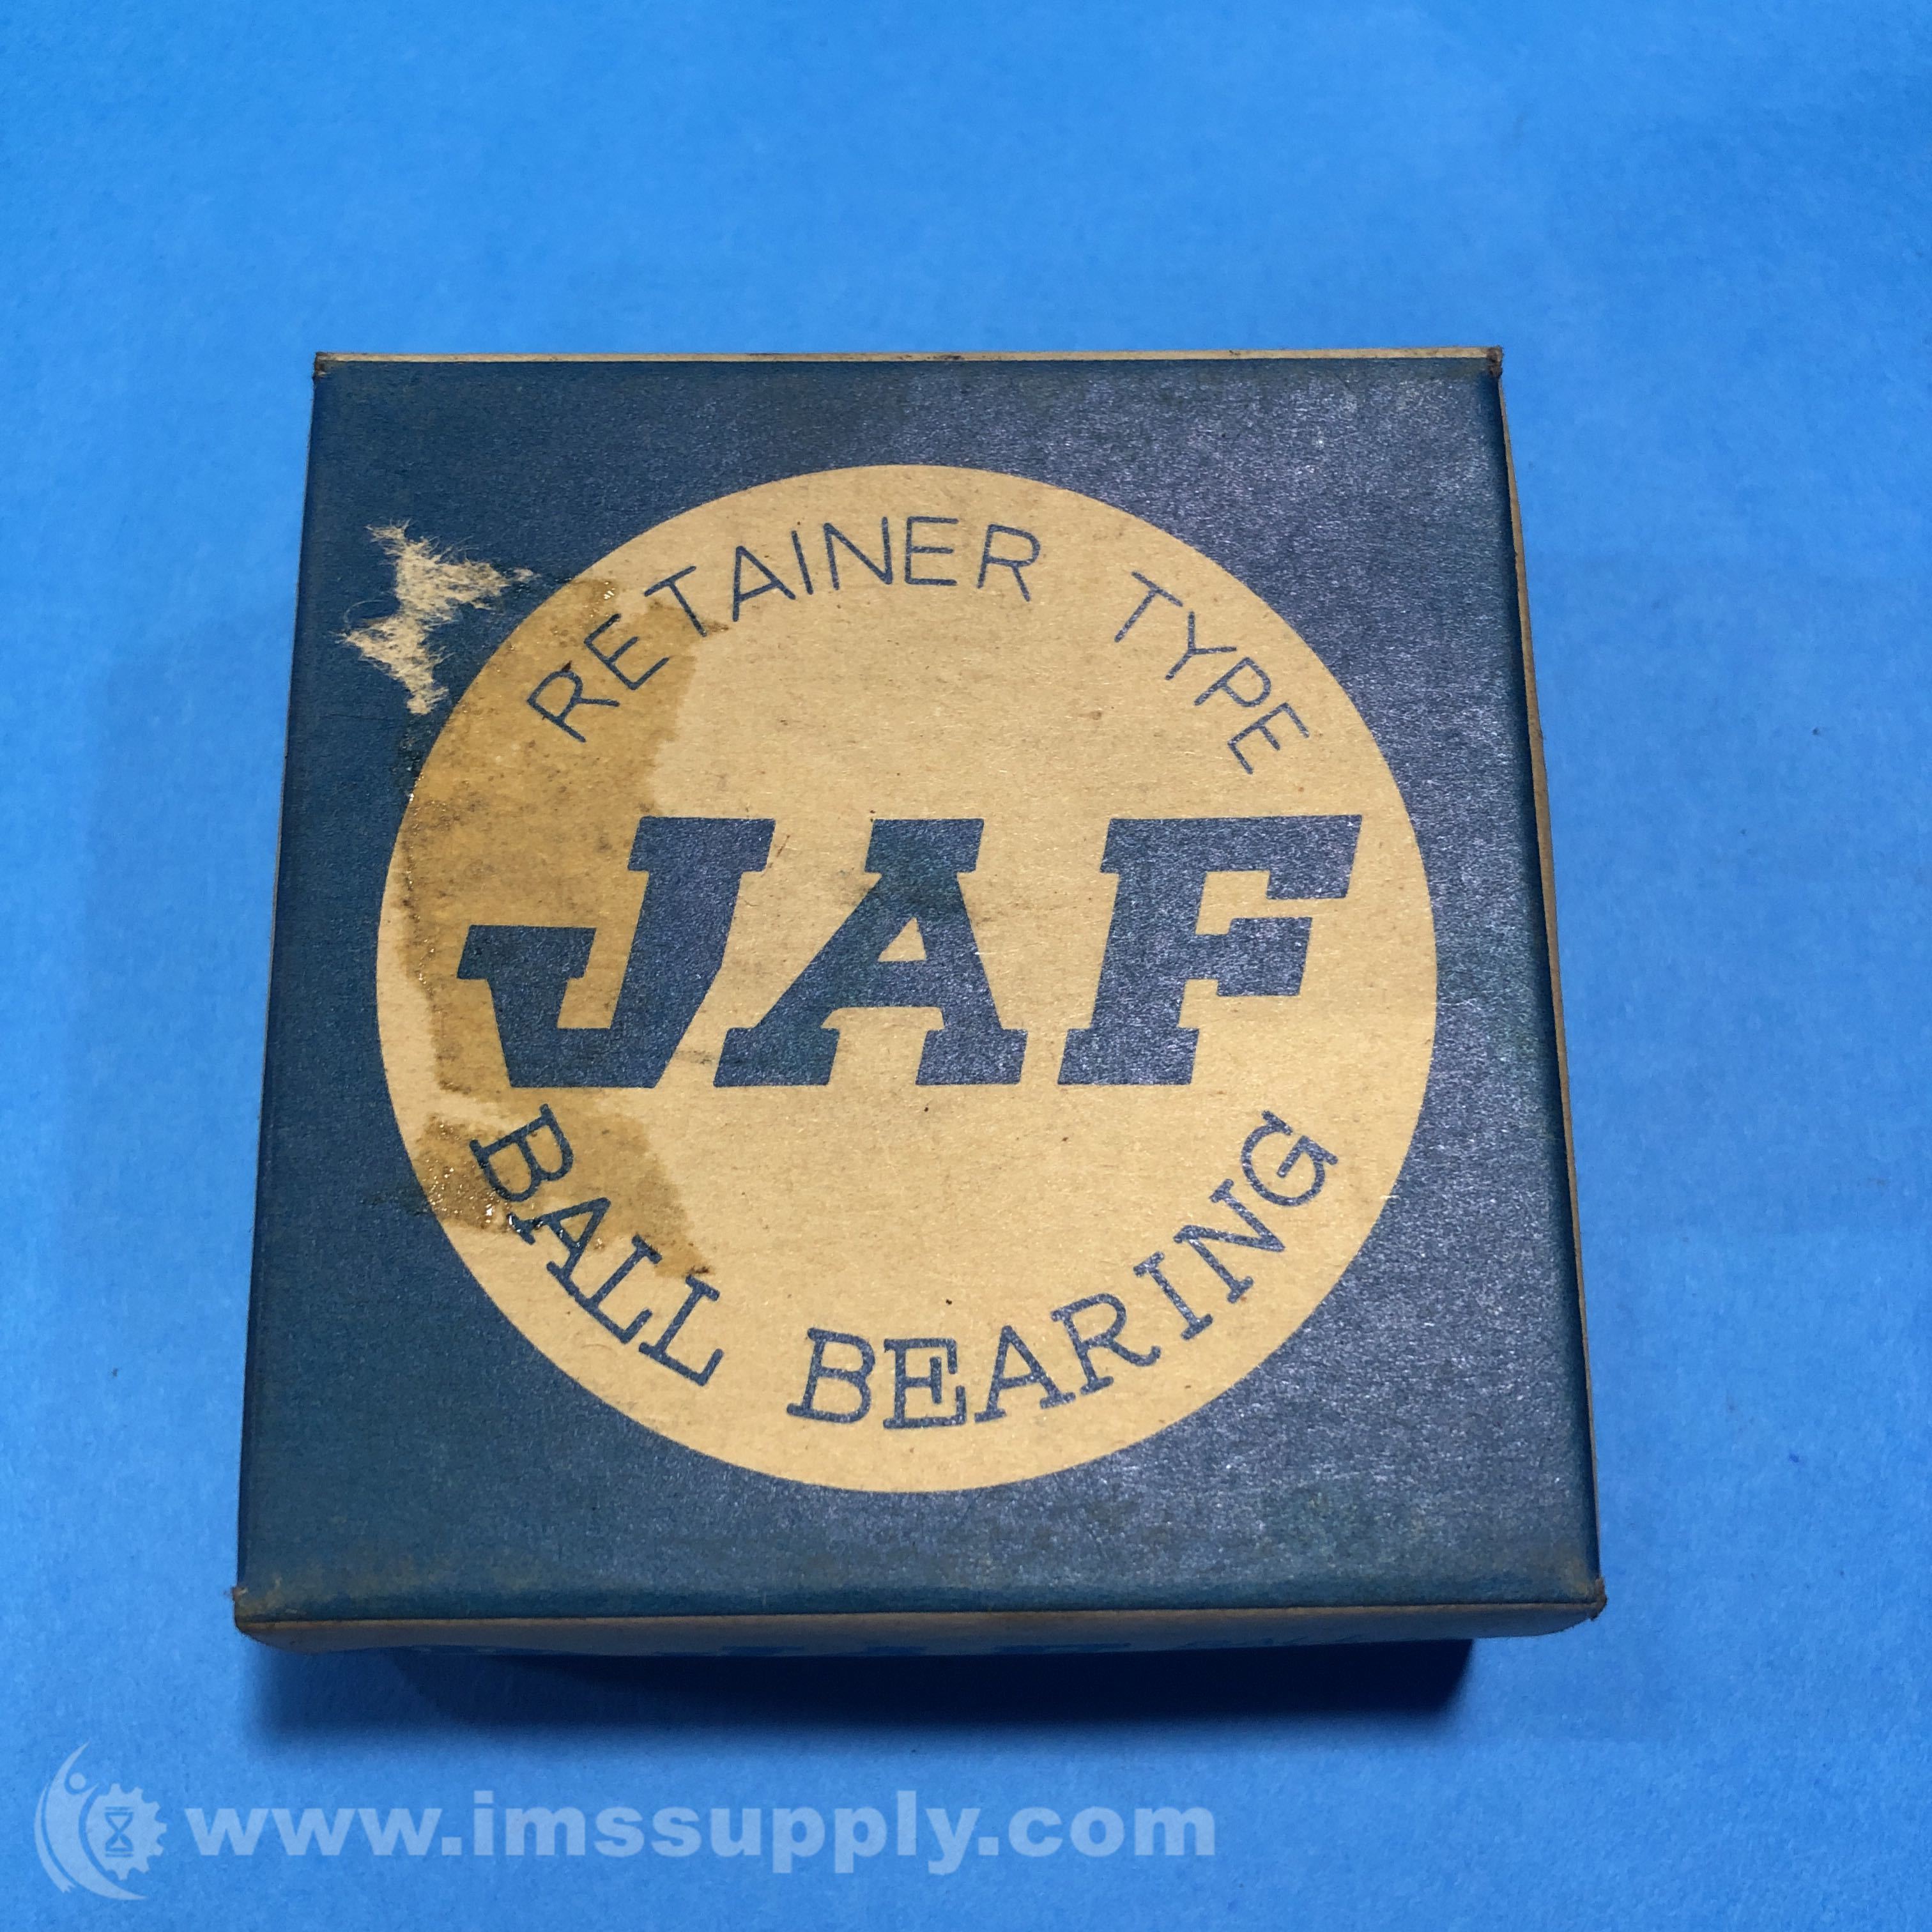 RETAINER TYPE
JAF
BALL BEARING
www.imssupply.com